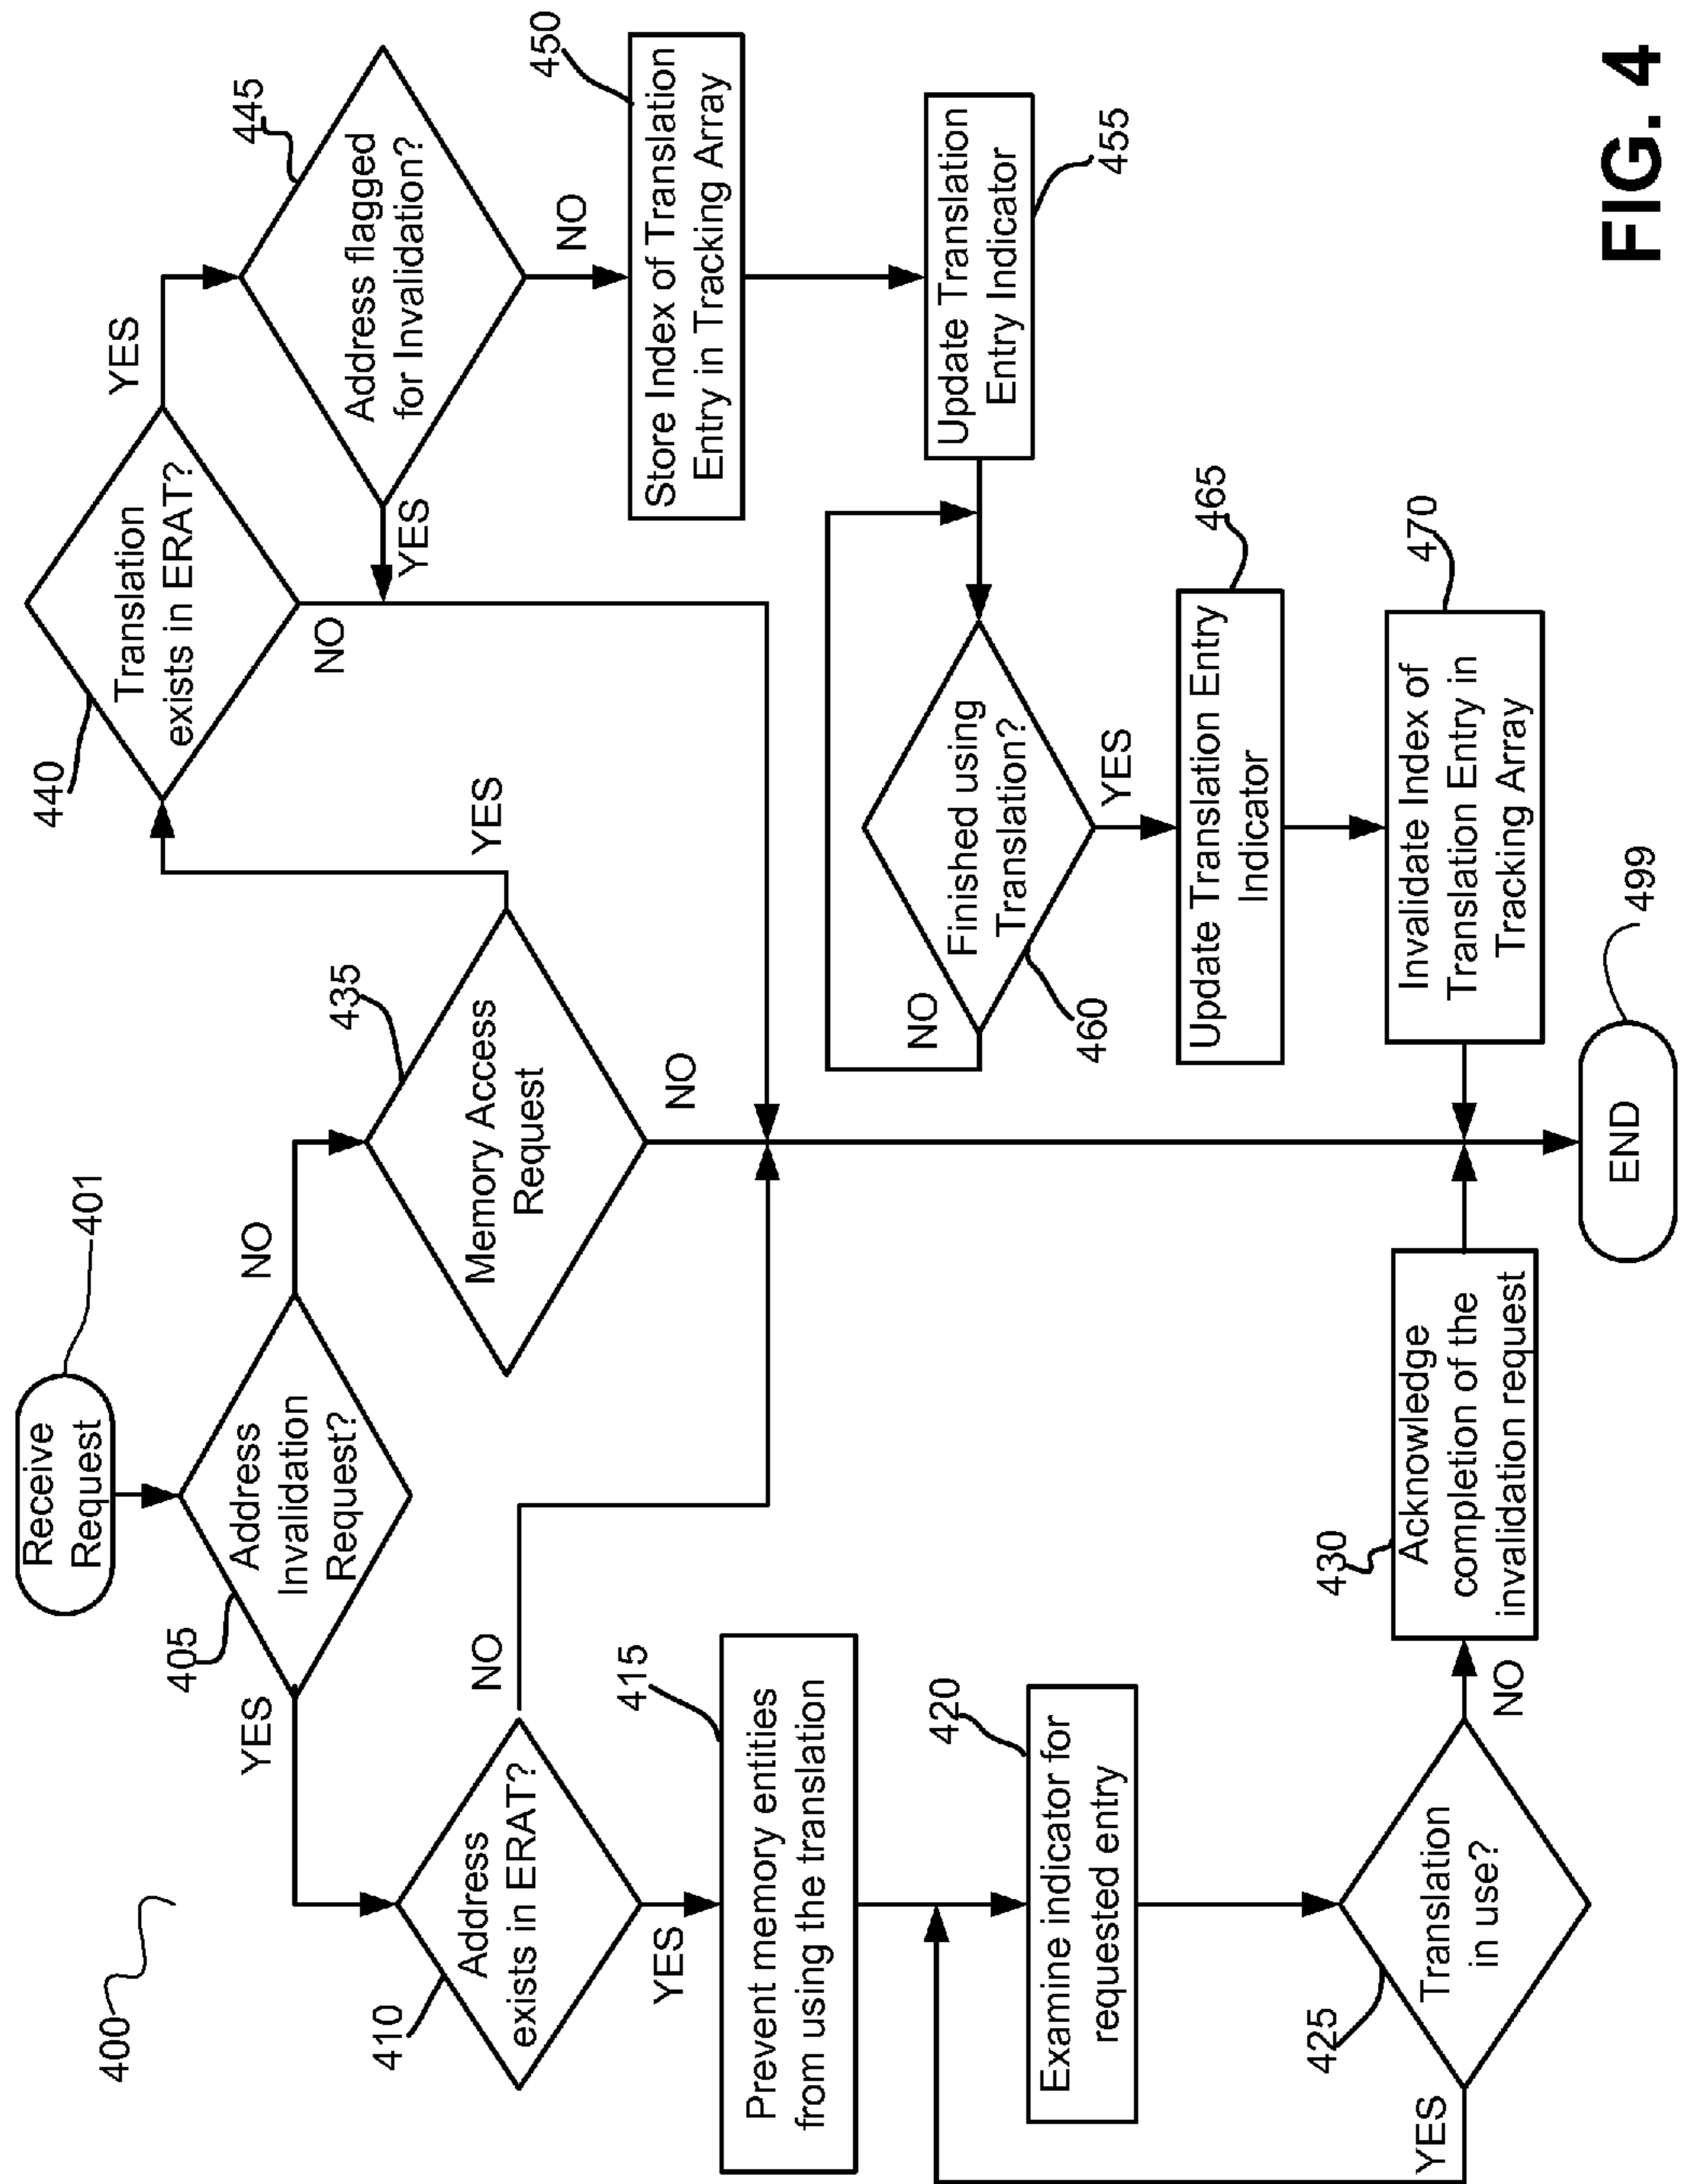 400
Receive
Request
401
Address
Invalidation
Request?
405
YES
NO
Address
exists in ERAT?
410
NO
YES
Prevent memory entities
from using the translation
415
Examine indicator for
requested entry
420
Translation
in use?
425
YES
NO
Acknowledge
completion of the
invalidation request
430
Memory Access
Request
435
YES
NO
Translation
exists in ERAT?
440
YES
NO
Address flagged
for Invalidation?
445
YES
NO
Store Index of Translation
Entry in Tracking Array
450
Update Translation
Entry Indicator
455
Finished using
Translation?
460
NO
YES
Update Translation Entry
Indicator
465
Invalidate Index of
Translation Entry in
Tracking Array
470
END
499
FIG. 4